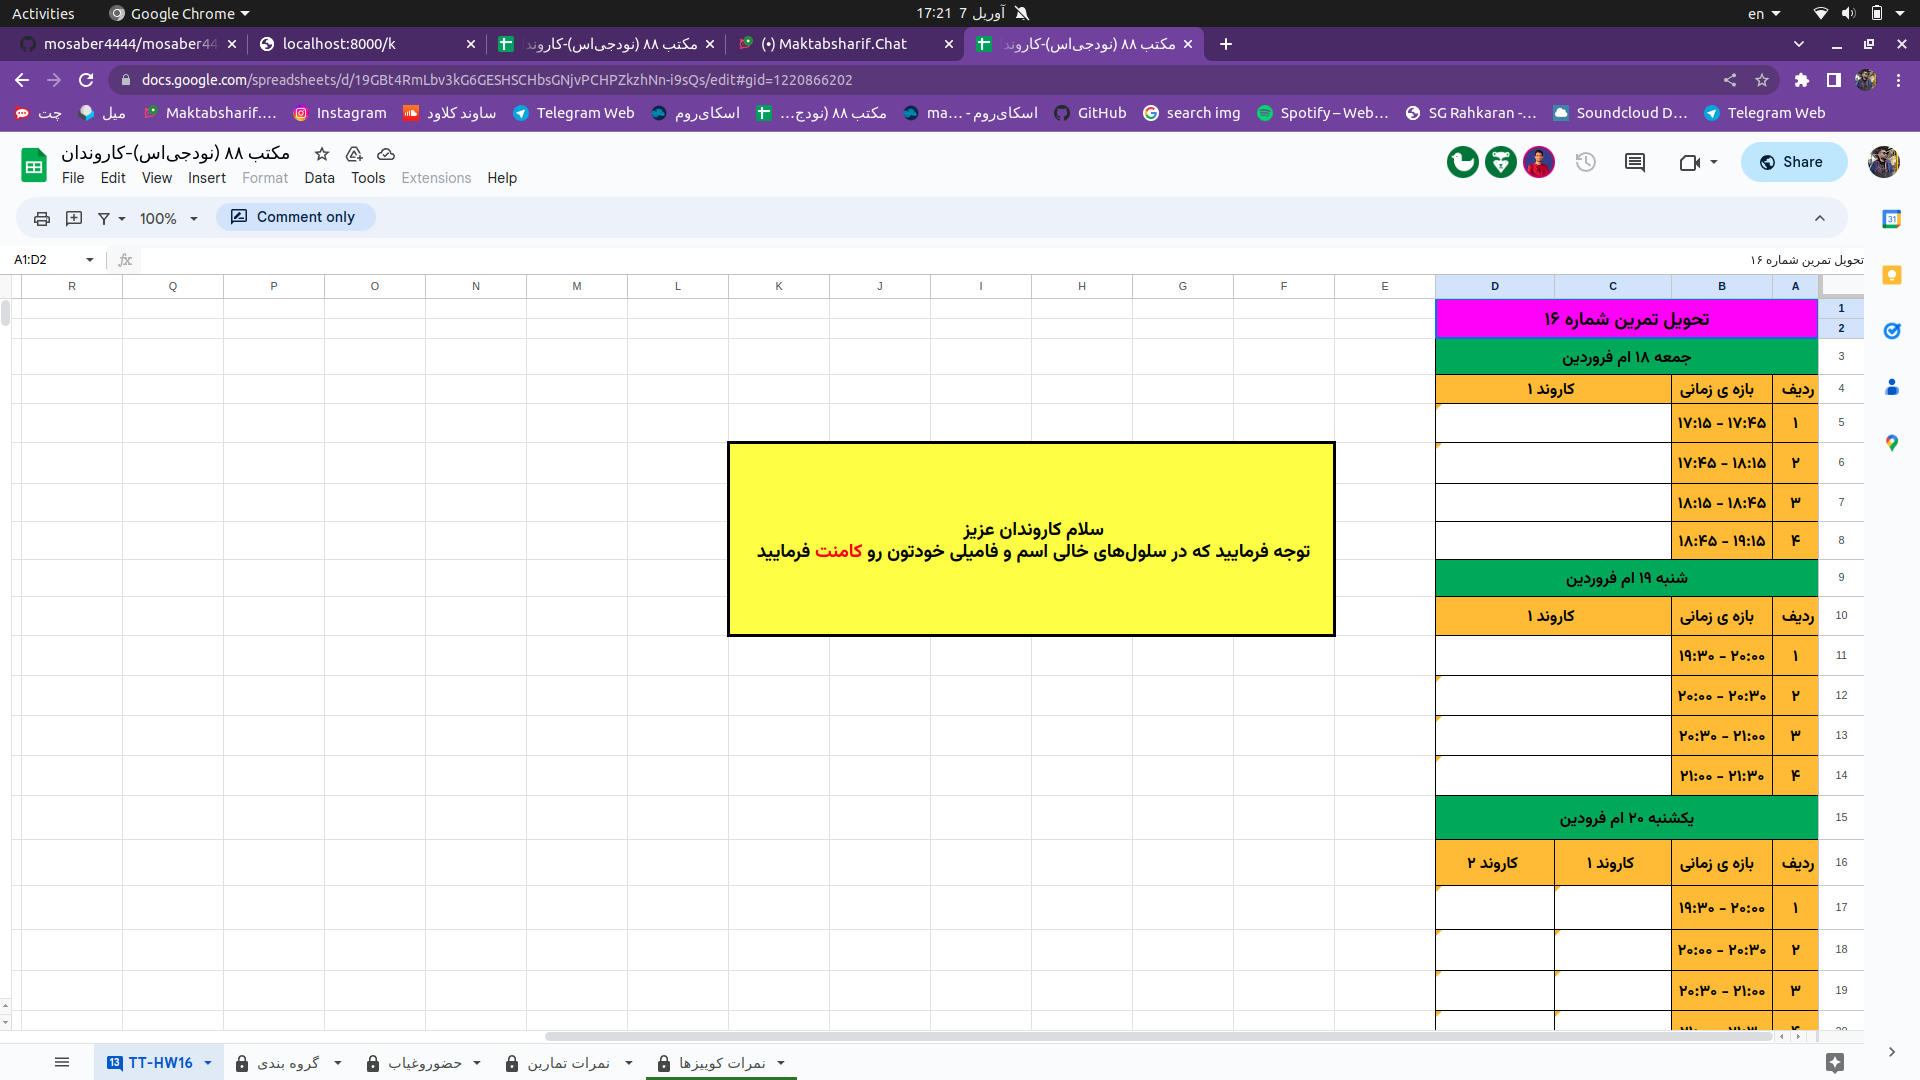 Activities
Google Chrome
17:21 7 آوریل
en
mosaber4444/mosaber44
localhost:8000/k
مکتب ۸۸ (نودجی‌اس)-کاروند
(•) Maktabsharif.Chat
مکتب ۸۸ (نودجی‌اس)-کاروند
docs.google.com/spreadsheets/d/19GBt4RmLbv3kG6GESHSCHbsGNjvPCHPZkzhNn-i9sQs/edit#gid=1220866202
چت
میل
Maktabsharif....
Instagram
ساوند کلاود
Telegram Web
اسکای‌روم
مکتب ۸۸ (نودج...
اسکای‌روم - ma...
GitHub
search img
Spotify – Web...
SG Rahkaran -...
Soundcloud D...
Telegram Web
مکتب ۸۸ (نودجی‌اس)-کاروندان
File Edit View Insert Format Data Tools Extensions Help
Share
100%
Comment only
31
A1:D2
fx
تحویل تمرین شماره ۱۶
R Q P O N M L K J I H G F E D C B A
1
2
تحویل تمرین شماره ۱۶
3
جمعه ۱۸ ام فروردین
4
ردیف بازه ی زمانی کاروند ۱
5
۱ ۱۷:۱۵ - ۱۷:۴۵
6
۲ ۱۷:۴۵ - ۱۸:۱۵
7
۳ ۱۸:۱۵ - ۱۸:۴۵
8
۴ ۱۸:۴۵ - ۱۹:۱۵
سلام کاروندان عزیز
توجه فرمایید که در سلول‌های خالی اسم و فامیلی خودتون رو کامنت فرمایید
9
شنبه ۱۹ ام فروردین
10
ردیف بازه ی زمانی کاروند ۱
11
۱ ۱۹:۳۰ - ۲۰:۰۰
12
۲ ۲۰:۰۰ - ۲۰:۳۰
13
۳ ۲۰:۳۰ - ۲۱:۰۰
14
۴ ۲۱:۰۰ - ۲۱:۳۰
15
یکشنبه ۲۰ ام فرودین
16
ردیف بازه ی زمانی کاروند ۱ کاروند ۲
17
۱ ۱۹:۳۰ - ۲۰:۰۰
18
۲ ۲۰:۰۰ - ۲۰:۳۰
19
۳ ۲۰:۳۰ - ۲۱:۰۰
13 TT-HW16
گروه بندی
حضوروغیاب
نمرات تمارین
نمرات کوییزها